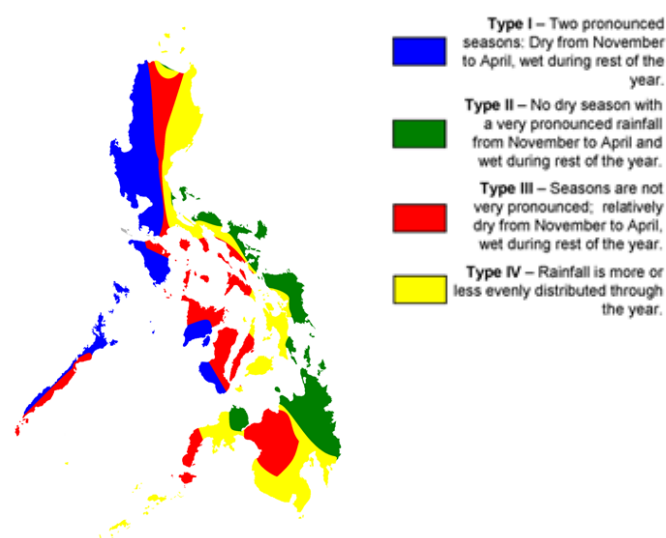 Type I – Two pronounced
seasons: Dry from November
to April, wet during rest of the
year.
Type II – No dry season with
a very pronounced rainfall
from November to April and
wet during rest of the year.
Type III – Seasons are not
very pronounced; relatively
dry from November to April,
wet during rest of the year.
Type IV – Rainfall is more or
less evenly distributed through
the year.